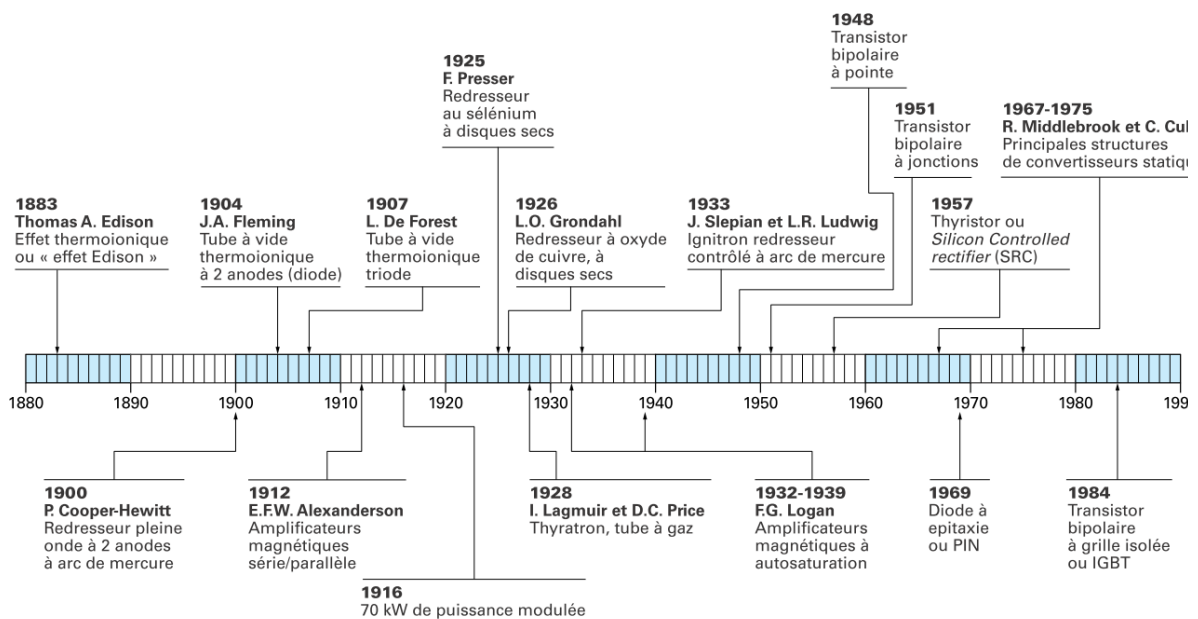 1948
Transistor
bipolaire
à pointe
1925
F. Presser
Redresseur
au sélénium
à disques secs
1951
Transistor
bipolaire
à jonctions
1967-1975
R. Middlebrook et C. Cu
Principales structures
de convertisseurs statiq
1883
Thomas A. Edison
Effet thermoionique
ou « effet Edison »
1904
J.A. Fleming
Tube à vide
thermoionique
à 2 anodes (diode)
1907
L. De Forest
Tube à vide
thermoionique
triode
1926
L.O. Grondahl
Redresseur à oxyde
de cuivre, à
disques secs
1933
J. Slepian et L.R. Ludwig
Ignitron redresseur
contrôlé à arc de mercure
1957
Thyristor ou
Silicon Controlled
rectifier (SRC)
1880 1890 1900 1910 1920 1930 1940 1950 1960 1970 1980 199
1900
P. Cooper-Hewitt
Redresseur pleine
onde à 2 anodes
à arc de mercure
1912
E.F.W. Alexanderson
Amplificateurs
magnétiques
série/parallèle
1916
70 kW de puissance modulée
1928
I. Lagmuir et D.C. Price
Thyratron, tube à gaz
1932-1939
F.G. Logan
Amplificateurs
magnétiques à
autosaturation
1969
Diode à
epitaxie
ou PIN
1984
Transistor
bipolaire
à grille isolée
ou IGBT